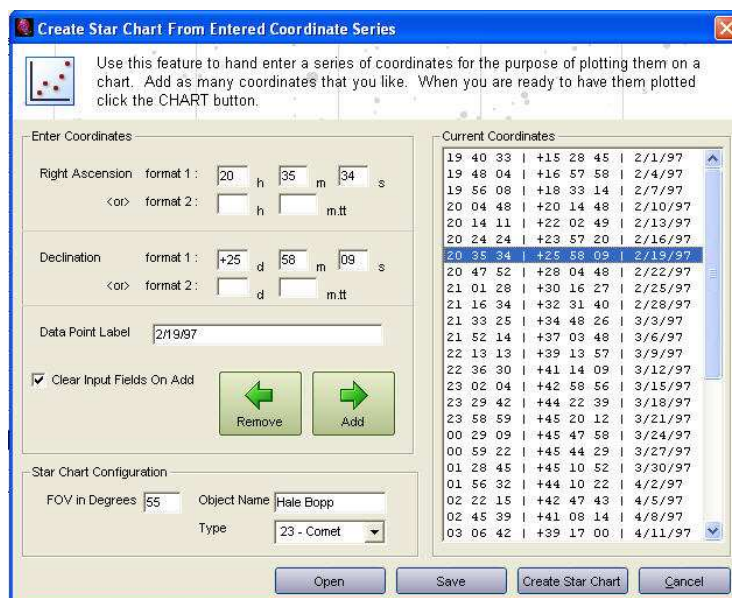 Create Star Chart From Entered Coordinate Series
Use this feature to hand enter a series of coordinates for the purpose of plotting them on a
chart. Add as many coordinates that you like. When you are ready to have them plotted
click the CHART button.
Enter Coordinates
Right Ascension format 1 : 20 h 35 m 34 s
<or> format 2 : h m.tt
Declination format 1 : +25 d 58 m 09 s
<or> format 2 : d m.tt
Data Point Label 2/19/97
Clear Input Fields On Add
Remove Add
Star Chart Configuration
FOV in Degrees 55 Object Name Hale Bopp
Type 23 - Comet
Current Coordinates
19 40 33 | +15 28 45 | 2/1/97
19 48 04 | +16 57 58 | 2/4/97
19 56 08 | +18 33 14 | 2/7/97
20 04 48 | +20 14 48 | 2/10/97
20 14 11 | +22 02 49 | 2/13/97
20 24 24 | +23 57 20 | 2/16/97
20 35 34 | +25 58 09 | 2/19/97
20 47 52 | +28 04 48 | 2/22/97
21 01 28 | +30 16 27 | 2/25/97
21 16 34 | +32 31 40 | 2/28/97
21 33 25 | +34 48 26 | 3/3/97
21 52 14 | +37 03 48 | 3/6/97
22 13 13 | +39 13 57 | 3/9/97
22 36 30 | +41 14 09 | 3/12/97
23 02 04 | +42 58 56 | 3/15/97
23 29 42 | +44 22 39 | 3/18/97
23 58 59 | +45 20 12 | 3/21/97
00 29 09 | +45 47 58 | 3/24/97
00 59 22 | +45 44 29 | 3/27/97
01 28 45 | +45 10 52 | 3/30/97
01 56 32 | +44 10 22 | 4/2/97
02 22 15 | +42 47 43 | 4/5/97
02 45 39 | +41 08 14 | 4/8/97
03 06 42 | +39 17 00 | 4/11/97
Open Save Create Star Chart Cancel